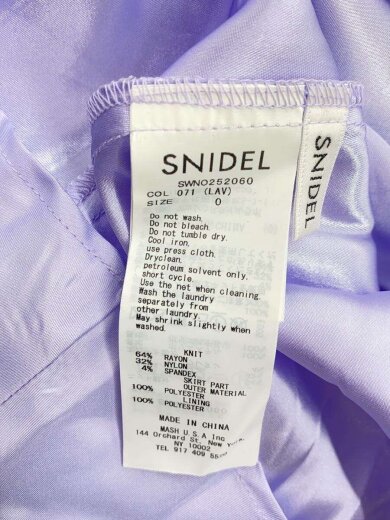 SNIDEL
SWNO252060
COL 071 (LAV)
SIZE 0
Do not wash.
Do not bleach.
Do not tumble dry.
Cool iron.
use press cloth.
Dryclean.
petroleum solvent only.
short cycle.
Use the net when cleaning.
Wash the laundry
separately from
other laundry.
May shrink slightly when
washed.
KNIT
64% RAYON
32% NYLON
4% SPANDEX
SKIRT PART
OUTER MATERIAL
100% POLYESTER
LINING
100% POLYESTER
MADE IN CHINA
MASH U.S.A Inc
144 Orchard St, New York,
NY 10002
TEL 917 409 55
SNIDEL